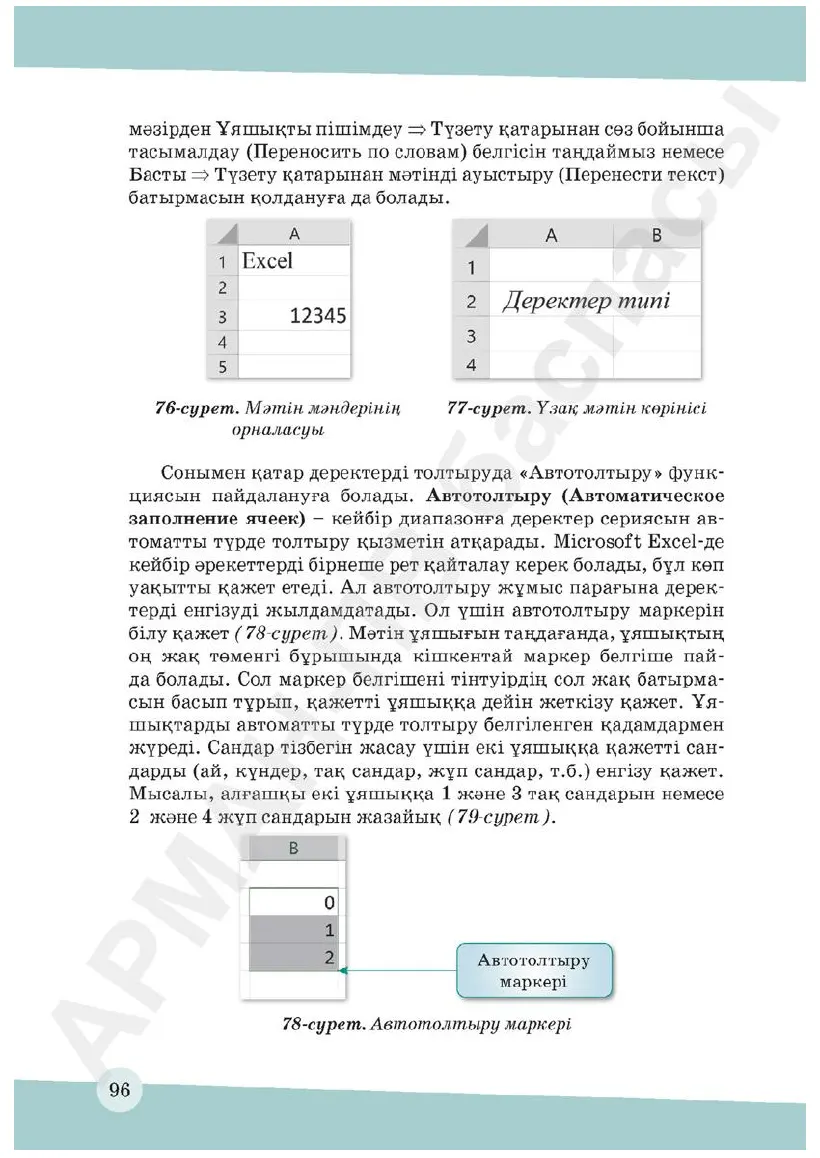 мәзірден Ұяшықты пішімдеу ⇒ Түзету қатарынан сөз бойынша
тасымалдау (Переносить по словам) белгісін таңдаймыз немесе
Басты ⇒ Түзету қатарынан мәтінді ауыстыру (Перенести текст)
батырмасын қолдануға да болады.
A
1 Excel
2
3 12345
4
5
A B
1
2 Деректер типі
3
4
76-сурет. Мәтін мәндерінің
орналасуы
77-сурет. Ұзақ мәтін көрінісі
Сонымен қатар деректерді толтыруда «Автотолтыру» функ-
циясын пайдалануға болады. Автотолтыру (Автоматическое
заполнение ячеек) – кейбір диапазонға деректер сериясын ав-
томатты түрде толтыру қызметін атқарады. Microsoft Excel-де
кейбір әрекеттерді бірнеше рет қайталау керек болады, бұл көп
уақытты қажет етеді. Ал автотолтыру жұмыс парағына дерек-
терді енгізуді жылдамдатады. Ол үшін автотолтыру маркерін
білу қажет (78-сурет). Мәтін ұяшығын таңдағанда, ұяшықтың
оң жақ төменгі бұрышында кішкентай маркер белгіше пай-
да болады. Сол маркер белгішені тінтуірдің сол жақ батырма-
сын басып тұрып, қажетті ұяшыққа дейін жеткізу қажет. Ұя-
шықтарды автоматты түрде толтыру белгіленген қадамдармен
жүреді. Сандар тізбегін жасау үшін екі ұяшыққа қажетті сан-
дарды (ай, күндер, тақ сандар, жұп сандар, т.б.) енгізу қажет.
Мысалы, алғашқы екі ұяшыққа 1 және 3 тақ сандарын немесе
2 және 4 жұп сандарын жазайық (79-сурет).
B
0
1
2
Автотолтыру
маркері
78-сурет. Автотолтыру маркері
96
АРМАН-ПВ баспасы